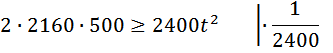 2 · 2160 · 500 ≥ 2400t² |· 1/2400